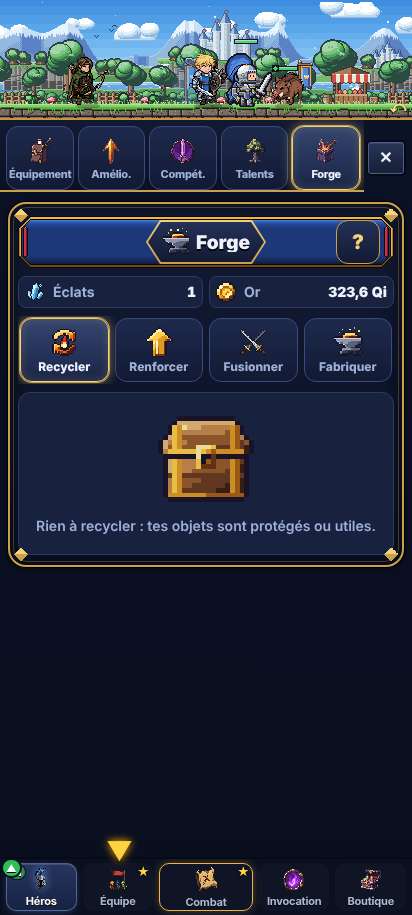 Équipement
Amélio.
Compét.
Talents
Forge
×
Forge
?
Éclats 1
Or 323,6 Qi
Recycler
Renforcer
Fusionner
Fabriquer
Rien à recycler : tes objets sont protégés ou utiles.
Héros
Équipe
Combat
Invocation
Boutique